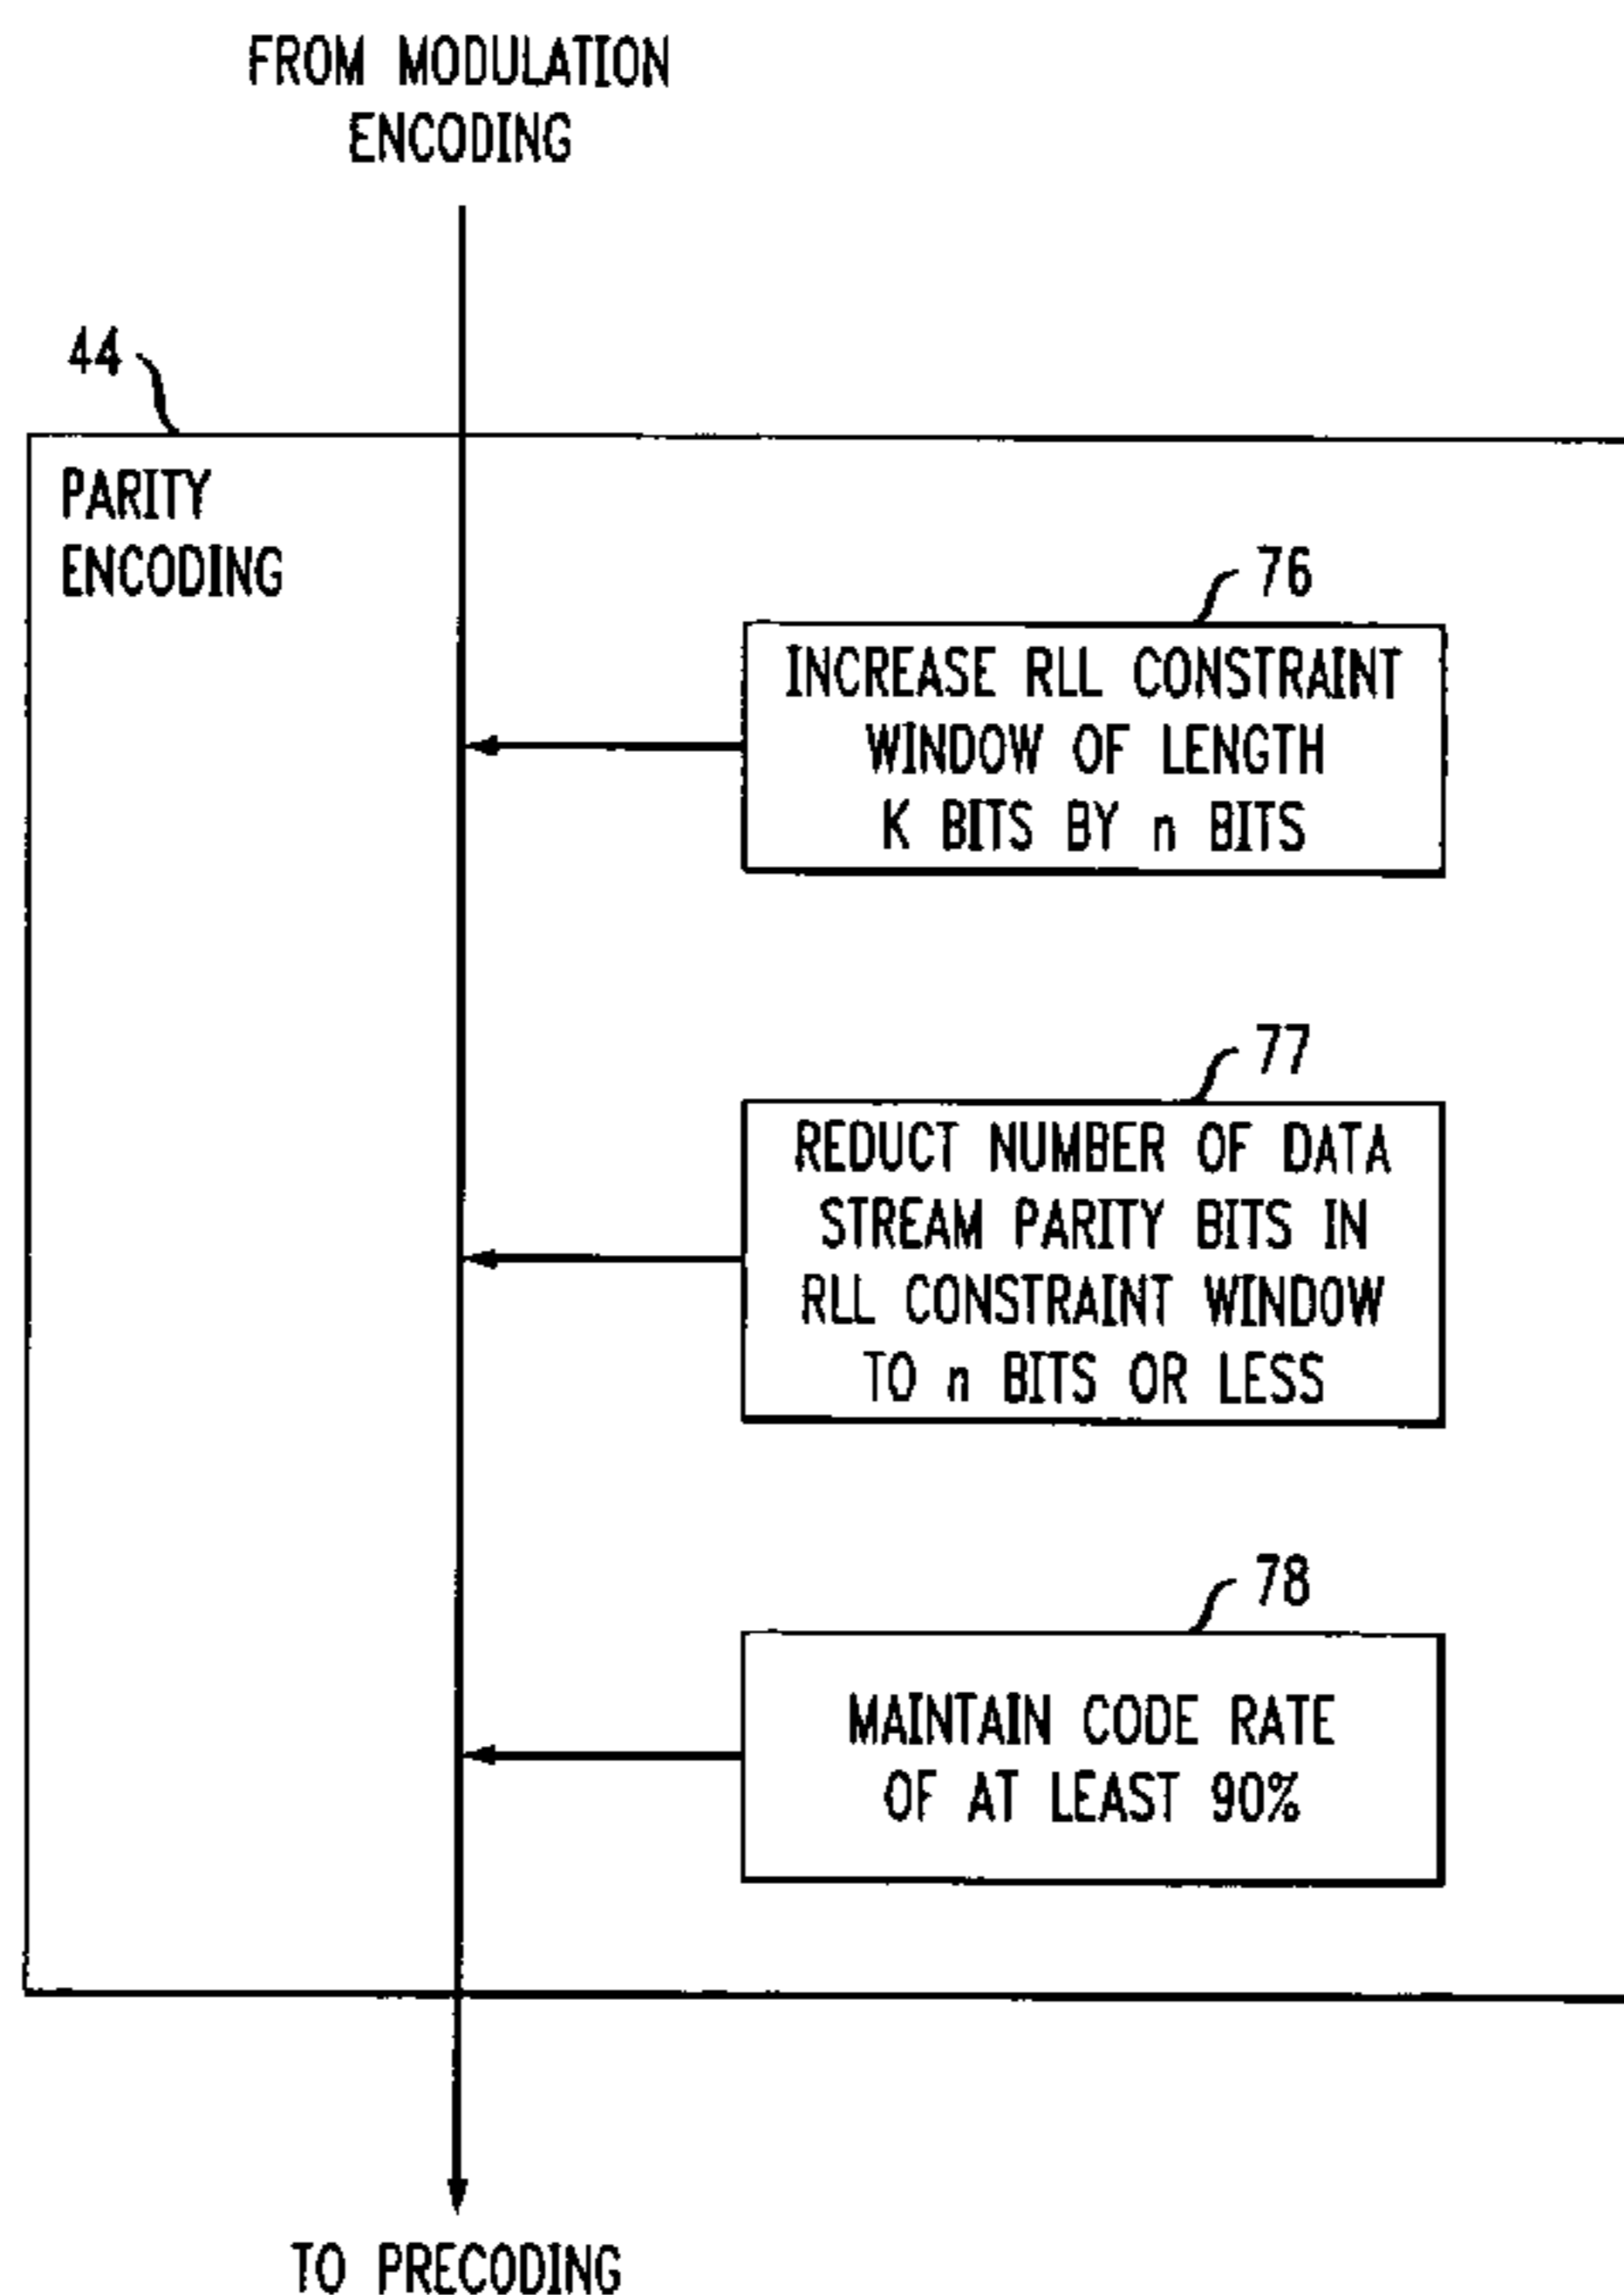 FROM MODULATION
ENCODING
44
PARITY
ENCODING
76
INCREASE RLL CONSTRAINT
WINDOW OF LENGTH
K BITS BY n BITS
77
REDUCT NUMBER OF DATA
STREAM PARITY BITS IN
RLL CONSTRAINT WINDOW
TO n BITS OR LESS
78
MAINTAIN CODE RATE
OF AT LEAST 90%
TO PRECODING